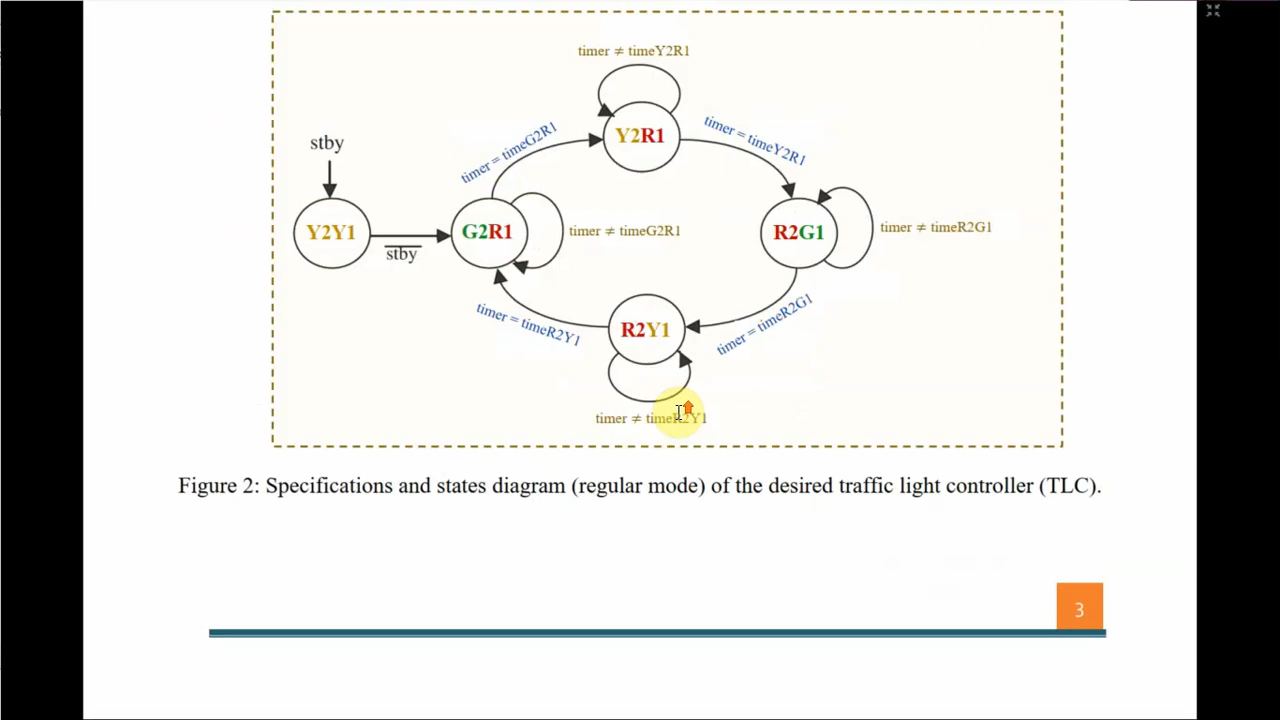 timer ≠ timeY2R1
timer = timeG2R1
Y2R1
timer = timeY2R1
stby
Y2Y1
stby
G2R1
timer ≠ timeG2R1
R2G1
timer ≠ timeR2G1
timer = timeR2Y1
R2Y1
timer = timeR2G1
timer ≠ timeR2Y1
Figure 2: Specifications and states diagram (regular mode) of the desired traffic light controller (TLC).
3